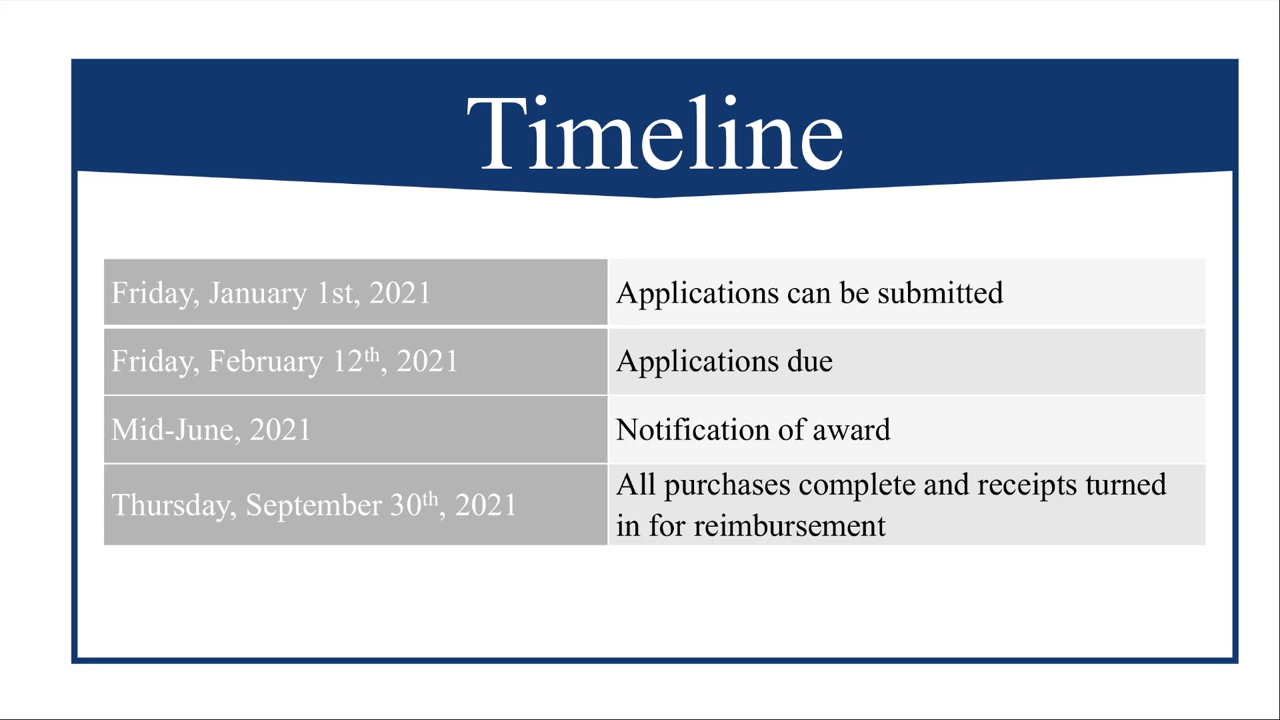 Timeline
Friday, January 1st, 2021
Applications can be submitted
Friday, February 12th, 2021
Applications due
Mid-June, 2021
Notification of award
Thursday, September 30th, 2021
All purchases complete and receipts turned
in for reimbursement